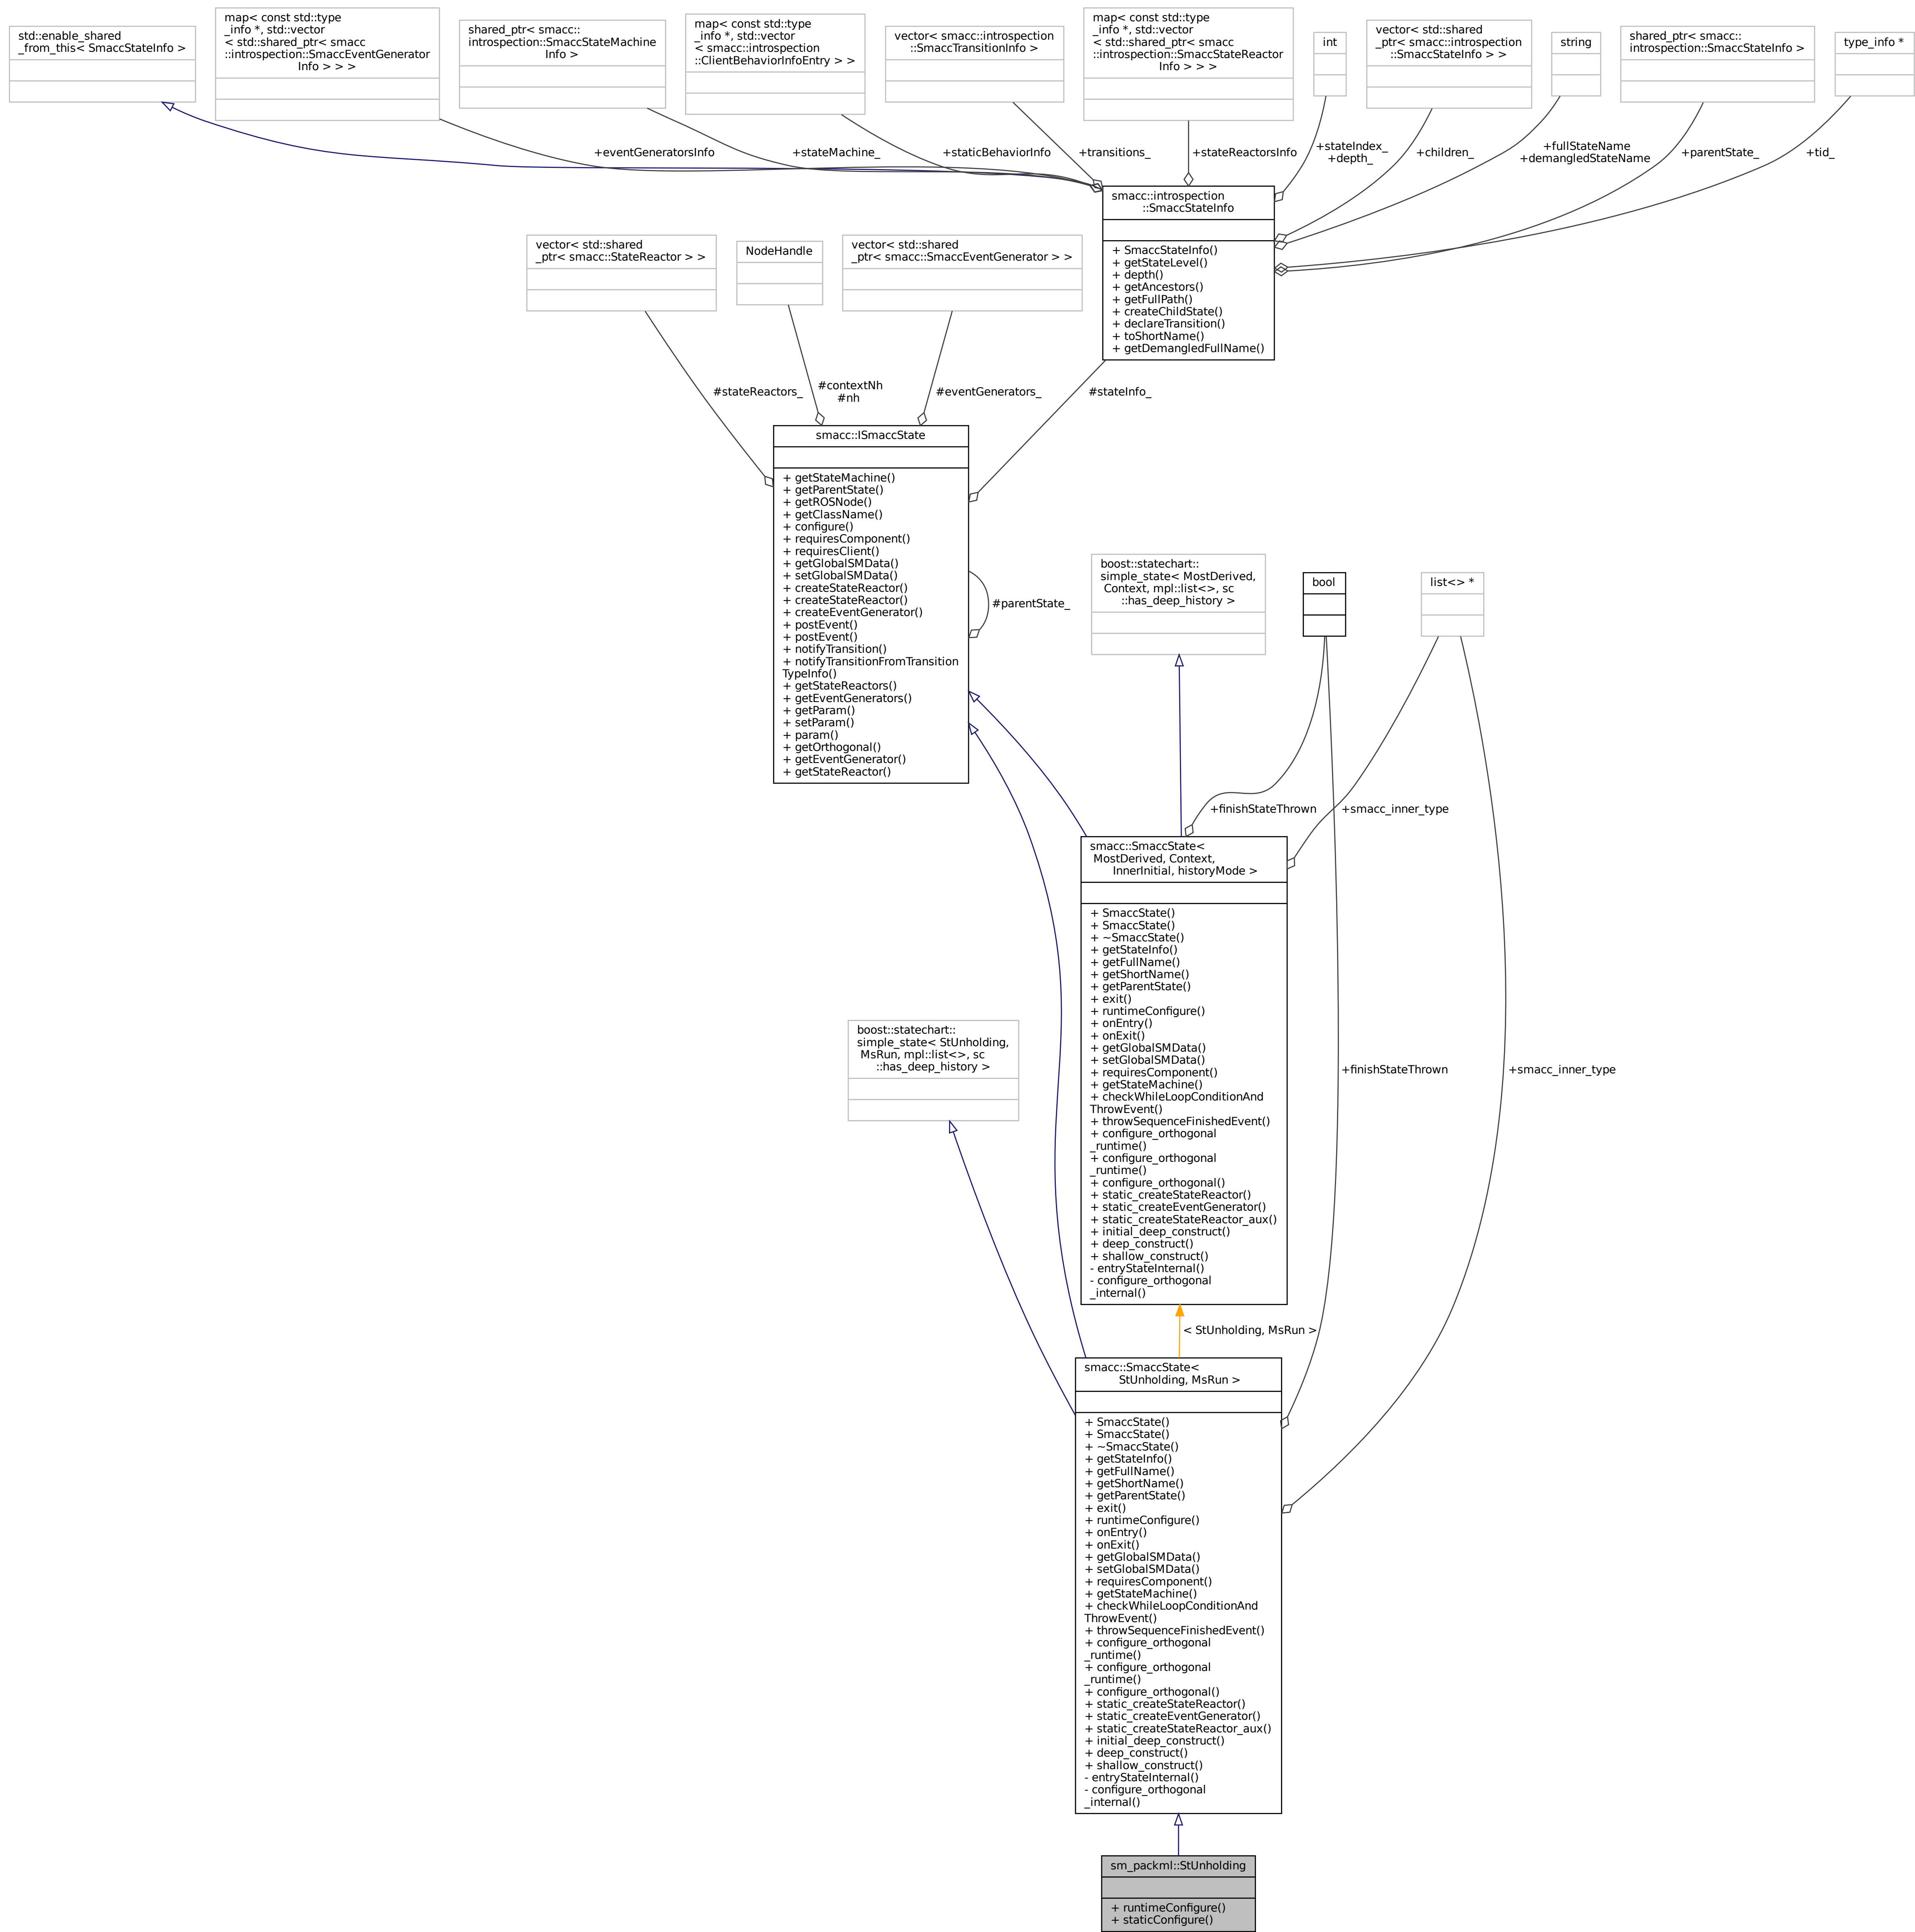 std::enable_shared
_from_this< SmaccStateInfo >
map< const std::type
_info *, std::vector
< std::shared_ptr< smacc
::introspection::SmaccEventGenerator
Info > > >
shared_ptr< smacc::
introspection::SmaccStateMachine
Info >
map< const std::type
_info *, std::vector
< smacc::introspection
::ClientBehaviorInfoEntry > >
vector< smacc::introspection
::SmaccTransitionInfo >
map< const std::type
_info *, std::vector
< std::shared_ptr< smacc
::introspection::SmaccStateReactor
Info > > >
int
vector< std::shared
_ptr< smacc::introspection
::SmaccStateInfo > >
string
shared_ptr< smacc::
introspection::SmaccStateInfo >
type_info *
+eventGeneratorsInfo
+stateMachine_
+staticBehaviorInfo
+transitions_
+stateReactorsInfo
+stateIndex_
+depth_
+children_
+fullStateName
+demangledStateName
+parentState_
+tid_
smacc::introspection
::SmaccStateInfo
+ SmaccStateInfo()
+ getStateLevel()
+ depth()
+ getAncestors()
+ getFullPath()
+ createChildState()
+ declareTransition()
+ toShortName()
+ getDemangledFullName()
vector< std::shared
_ptr< smacc::StateReactor > >
NodeHandle
vector< std::shared
_ptr< smacc::SmaccEventGenerator > >
#stateReactors_
#contextNh
#nh
#eventGenerators_
#stateInfo_
smacc::ISmaccState
+ getStateMachine()
+ getParentState()
+ getROSNode()
+ getClassName()
+ configure()
+ requiresComponent()
+ requiresClient()
+ getGlobalSMData()
+ setGlobalSMData()
+ createStateReactor()
+ createStateReactor()
+ createEventGenerator()
+ postEvent()
+ postEvent()
+ notifyTransition()
+ notifyTransitionFromTransition
TypeInfo()
+ getStateReactors()
+ getEventGenerators()
+ getParam()
+ setParam()
+ param()
+ getOrthogonal()
+ getEventGenerator()
+ getStateReactor()
#parentState_
boost::statechart::
simple_state< MostDerived,
Context, mpl::list<>, sc
::has_deep_history >
bool
list<> *
+finishStateThrown
+smacc_inner_type
smacc::SmaccState<
MostDerived, Context,
InnerInitial, historyMode >
+ SmaccState()
+ SmaccState()
+ ~SmaccState()
+ getStateInfo()
+ getFullName()
+ getShortName()
+ getParentState()
+ exit()
+ runtimeConfigure()
+ onEntry()
+ onExit()
+ getGlobalSMData()
+ setGlobalSMData()
+ requiresComponent()
+ getStateMachine()
+ checkWhileLoopConditionAnd
ThrowEvent()
+ throwSequenceFinishedEvent()
+ configure_orthogonal
_runtime()
+ configure_orthogonal
_runtime()
+ configure_orthogonal()
+ static_createStateReactor()
+ static_createEventGenerator()
+ static_createStateReactor_aux()
+ initial_deep_construct()
+ deep_construct()
+ shallow_construct()
- entryStateInternal()
- configure_orthogonal
_internal()
boost::statechart::
simple_state< StUnholding,
MsRun, mpl::list<>, sc
::has_deep_history >
+finishStateThrown
+smacc_inner_type
< StUnholding, MsRun >
smacc::SmaccState<
StUnholding, MsRun >
+ SmaccState()
+ SmaccState()
+ ~SmaccState()
+ getStateInfo()
+ getFullName()
+ getShortName()
+ getParentState()
+ exit()
+ runtimeConfigure()
+ onEntry()
+ onExit()
+ getGlobalSMData()
+ setGlobalSMData()
+ requiresComponent()
+ getStateMachine()
+ checkWhileLoopConditionAnd
ThrowEvent()
+ throwSequenceFinishedEvent()
+ configure_orthogonal
_runtime()
+ configure_orthogonal
_runtime()
+ configure_orthogonal()
+ static_createStateReactor()
+ static_createEventGenerator()
+ static_createStateReactor_aux()
+ initial_deep_construct()
+ deep_construct()
+ shallow_construct()
- entryStateInternal()
- configure_orthogonal
_internal()
sm_packml::StUnholding
+ runtimeConfigure()
+ staticConfigure()